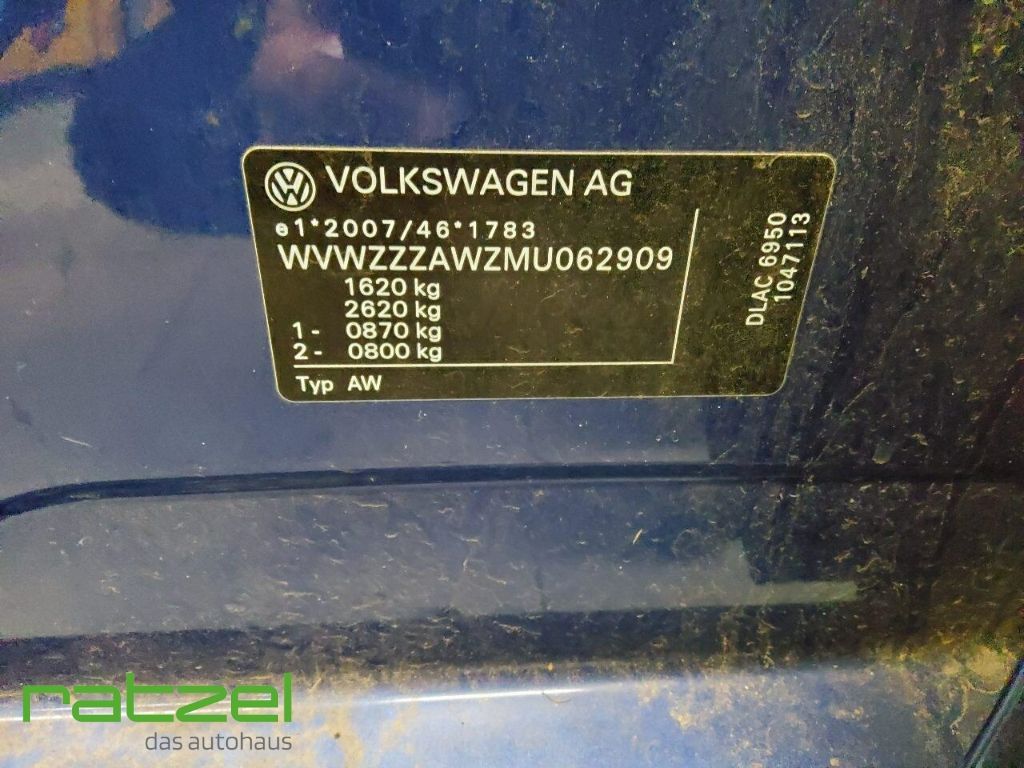 VOLKSWAGEN AG
e1*2007/46*1783
WVWZZZAWZMU062909
1620 kg
2620 kg
1- 0870 kg
2- 0800 kg
Typ AW
DLAC 6950
1047113
ratzel
das autohaus